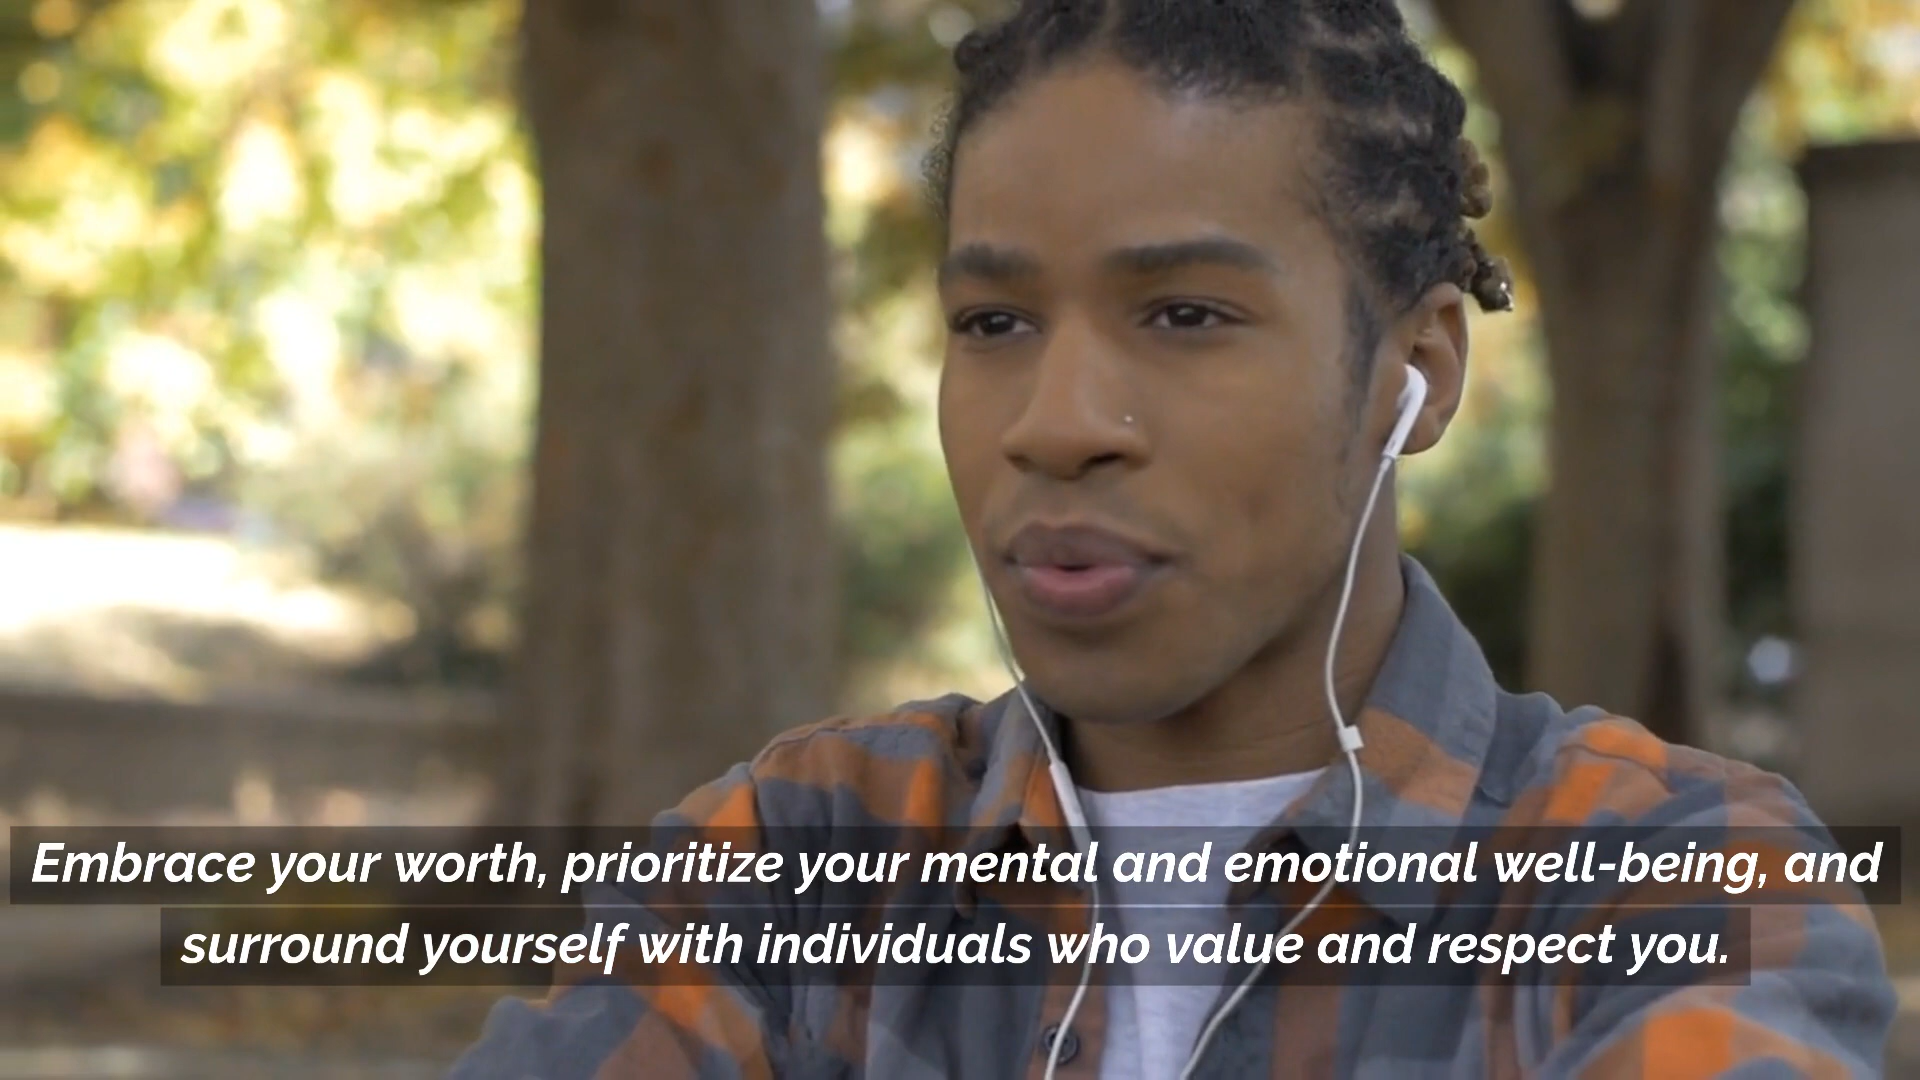 Embrace your worth, prioritize your mental and emotional well-being, and
surround yourself with individuals who value and respect you.